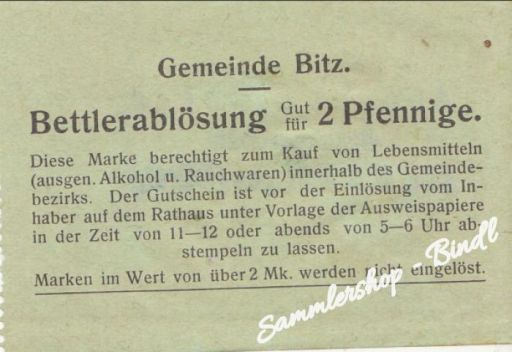 Gemeinde Bitz.
Bettlerablösung Gut für 2 Pfennige.
Diese Marke berechtigt zum Kauf von Lebensmitteln
(ausgen. Alkohol u. Rauchwaren) innerhalb des Gemeinde-
bezirks. Der Gutschein ist vor der Einlösung vom In-
haber auf dem Rathaus unter Vorlage der Ausweispapiere
in der Zeit von 11—12 oder abends von 5—6 Uhr ab
stempeln zu lassen.
Marken im Wert von über 2 Mk. werden nicht eingelöst.
Sammlershop - Bindl